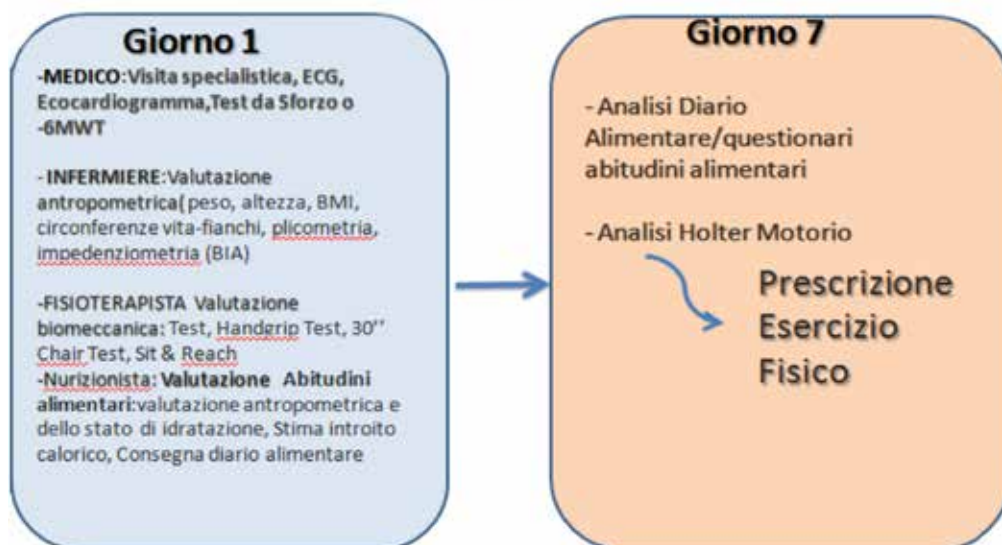 Giorno 1
-MEDICO:Visita specialistica, ECG,
Ecocardiogramma,Test da Sforzo o
-6MWT
- INFERMIERE:Valutazione
antropometrica( peso, altezza, BMI,
circonferenze vita-fianchi, plicometria,
impedenziometria (BIA)
-FISIOTERAPISTA Valutazione
biomeccanica: Test, Handgrip Test, 30''
Chair Test, Sit & Reach
-Nurizionista: Valutazione Abitudini
alimentari:valutazione antropometrica e
dello stato di idratazione, Stima introito
calorico, Consegna diario alimentare
Giorno 7
- Analisi Diario
Alimentare/questionari
abitudini alimentari
- Analisi Holter Motorio
Prescrizione
Esercizio
Fisico